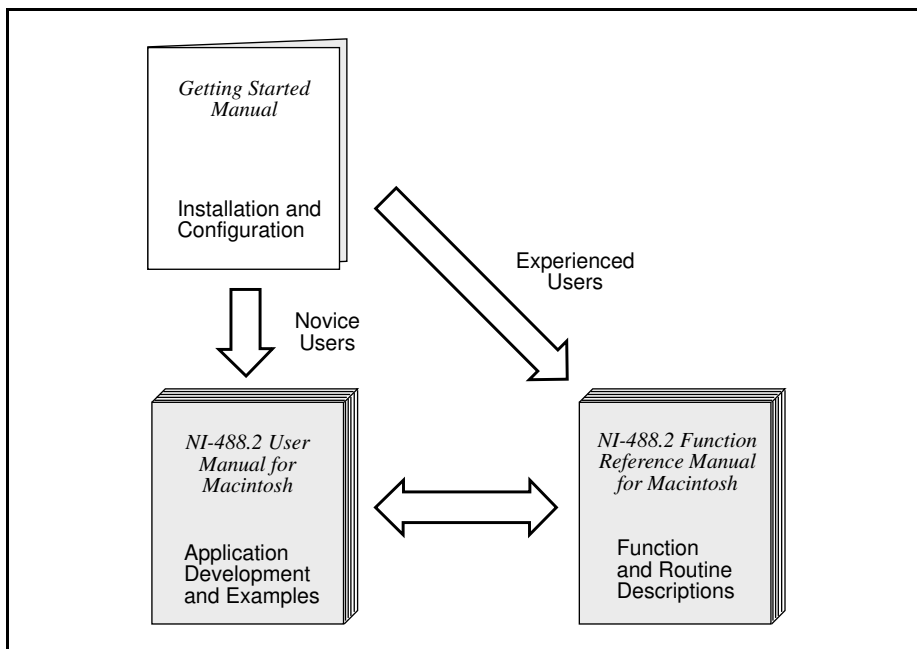 Getting Started
Manual
Installation and
Configuration
Experienced
Users
Novice
Users
NI-488.2 User
Manual for
Macintosh
Application
Development
and Examples
NI-488.2 Function
Reference Manual
for Macintosh
Function
and Routine
Descriptions